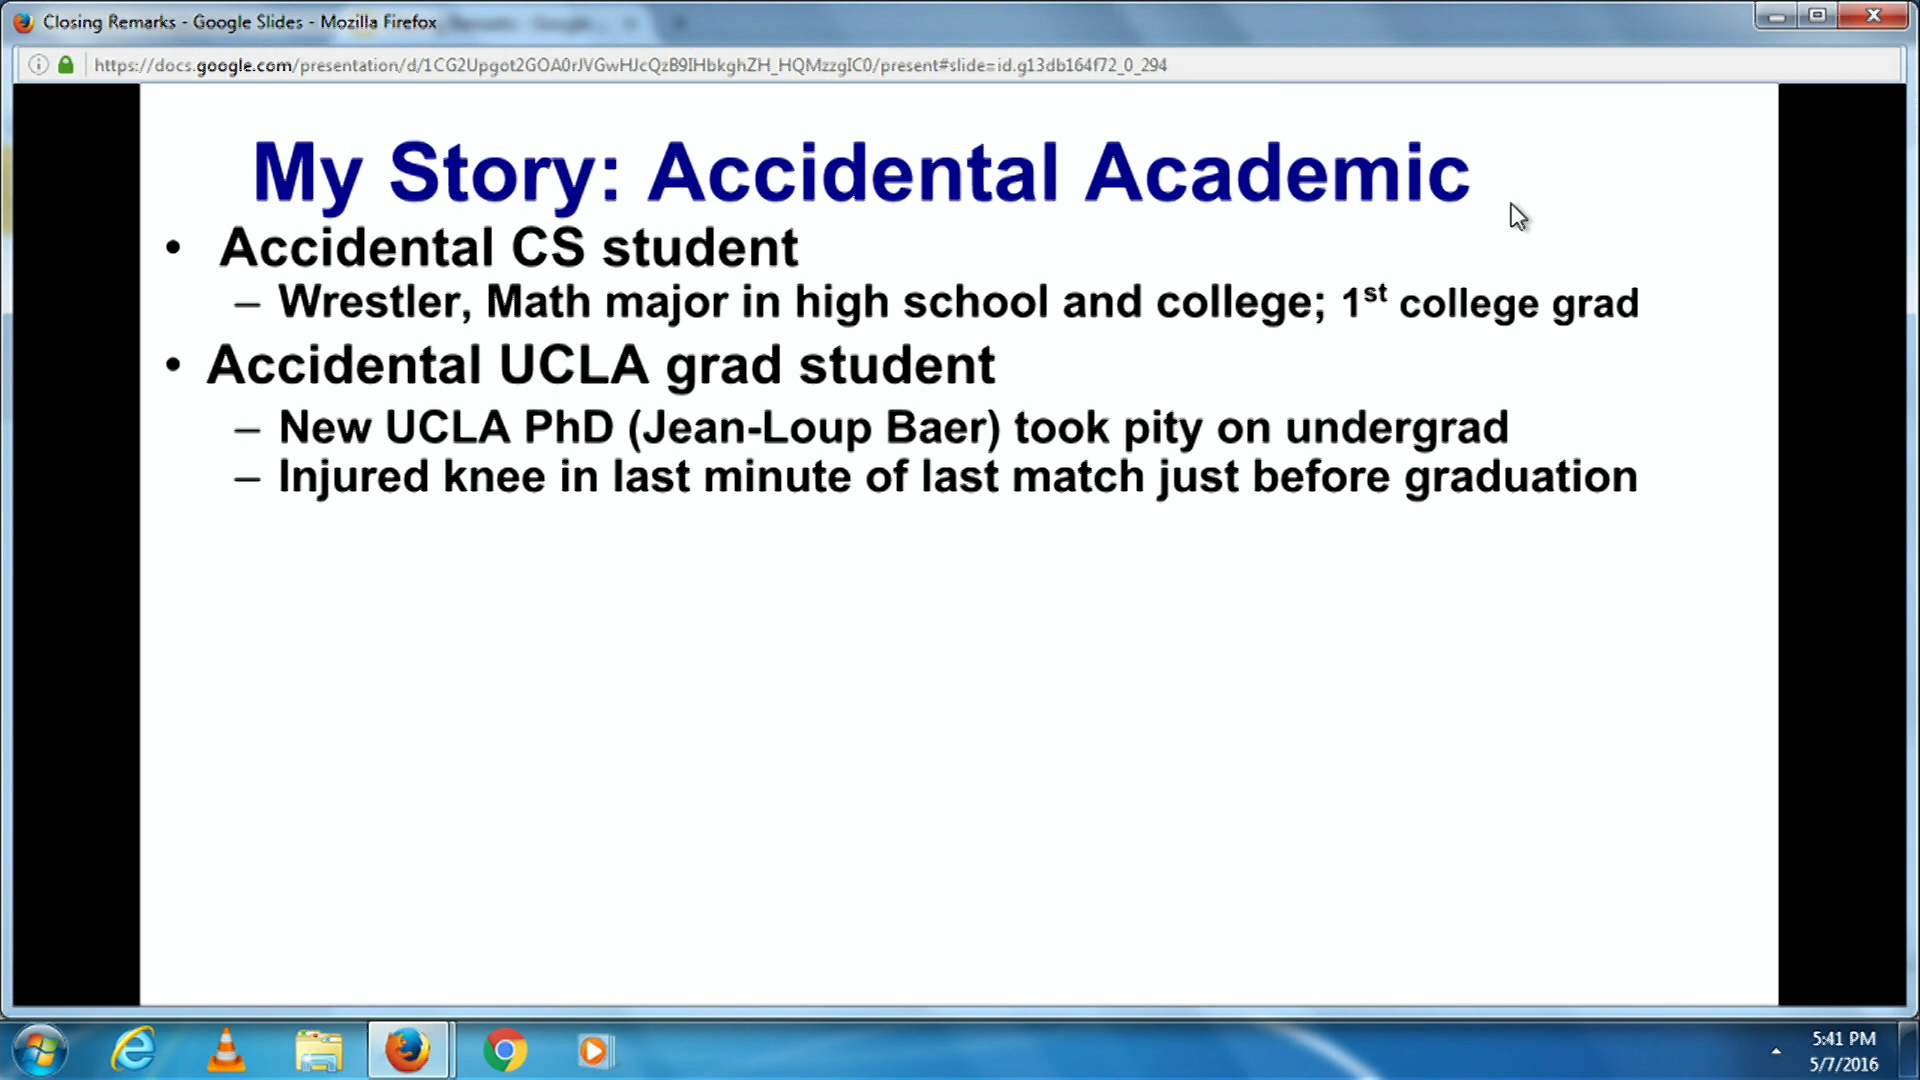 Closing Remarks - Google Slides - Mozilla Firefox
https://docs.google.com/presentation/d/1CG2Upgot2GOA0rJVGwHJcQzB9IHbkghZH_HQMzzgIC0/present#slide=id.g13db164f72_0_294
My Story: Accidental Academic
• Accidental CS student
– Wrestler, Math major in high school and college; 1st college grad
• Accidental UCLA grad student
– New UCLA PhD (Jean-Loup Baer) took pity on undergrad
– Injured knee in last minute of last match just before graduation
5:41 PM
5/7/2016